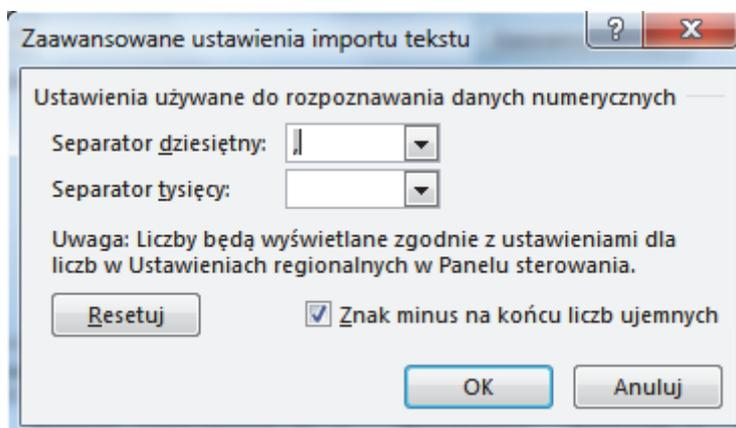 Zaawansowane ustawienia importu tekstu
Ustawienia używane do rozpoznawania danych numerycznych
Separator dziesiętny: ,
Separator tysięcy:
Uwaga: Liczby będą wyświetlane zgodnie z ustawieniami dla
liczb w Ustawieniach regionalnych w Panelu sterowania.
Resetuj
Znak minus na końcu liczb ujemnych
OK
Anuluj